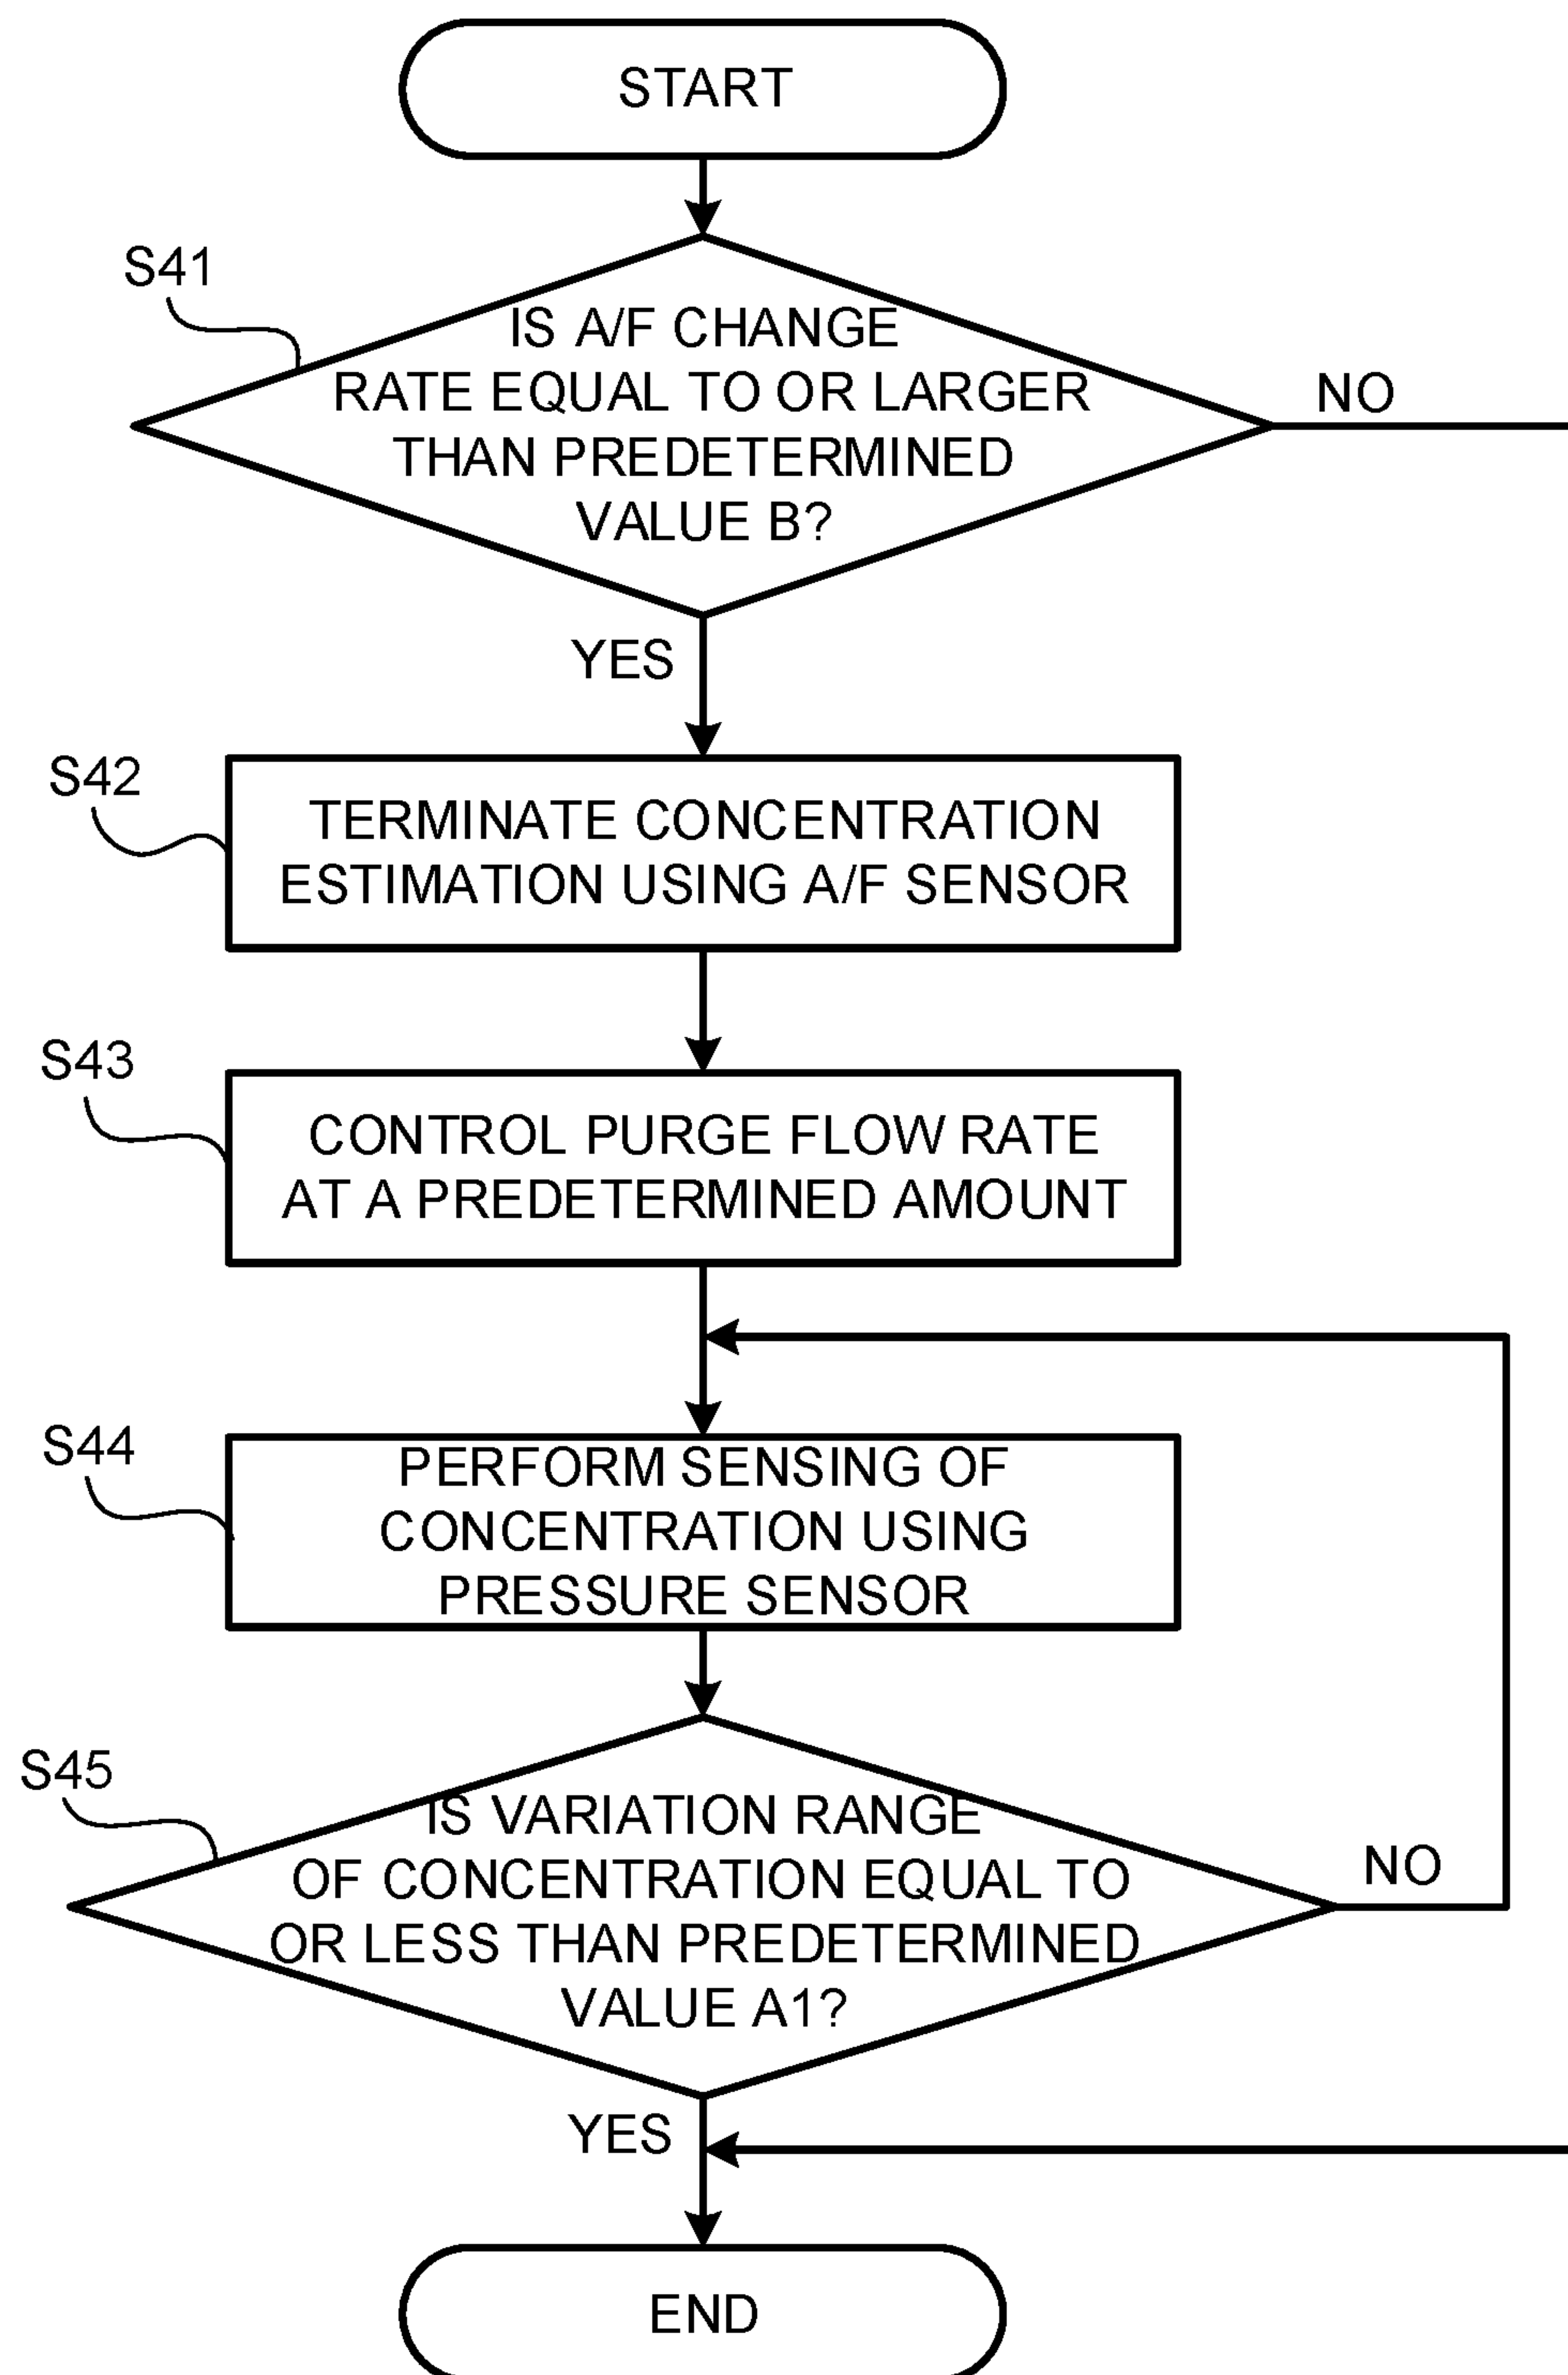 START
S41
IS A/F CHANGE
RATE EQUAL TO OR LARGER
THAN PREDETERMINED
VALUE B?
NO
YES
S42
TERMINATE CONCENTRATION
ESTIMATION USING A/F SENSOR
S43
CONTROL PURGE FLOW RATE
AT A PREDETERMINED AMOUNT
S44
PERFORM SENSING OF
CONCENTRATION USING
PRESSURE SENSOR
S45
IS VARIATION RANGE
OF CONCENTRATION EQUAL TO
OR LESS THAN PREDETERMINED
VALUE A1?
NO
YES
END